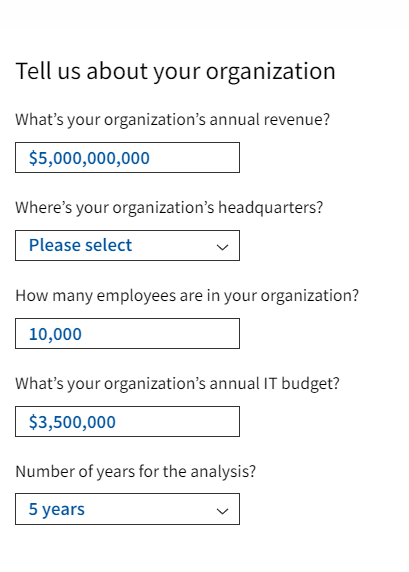 Tell us about your organization
What’s your organization’s annual revenue?
$5,000,000,000
Where’s your organization’s headquarters?
Please select
How many employees are in your organization?
10,000
What’s your organization’s annual IT budget?
$3,500,000
Number of years for the analysis?
5 years